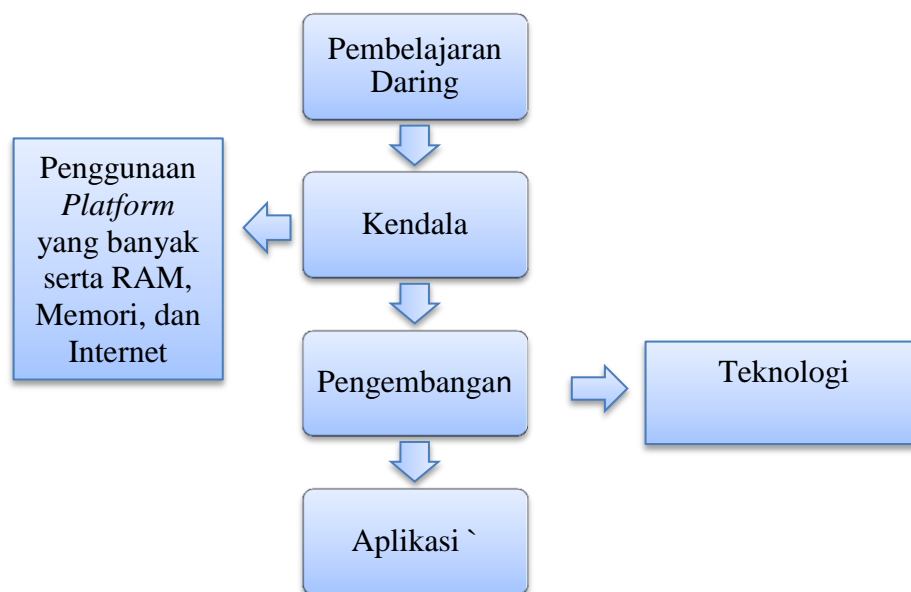 Pembelajaran
Daring
Penggunaan
Platform
yang banyak
serta RAM,
Memori, dan
Internet
Kendala
Pengembangan
Teknologi
Aplikasi `